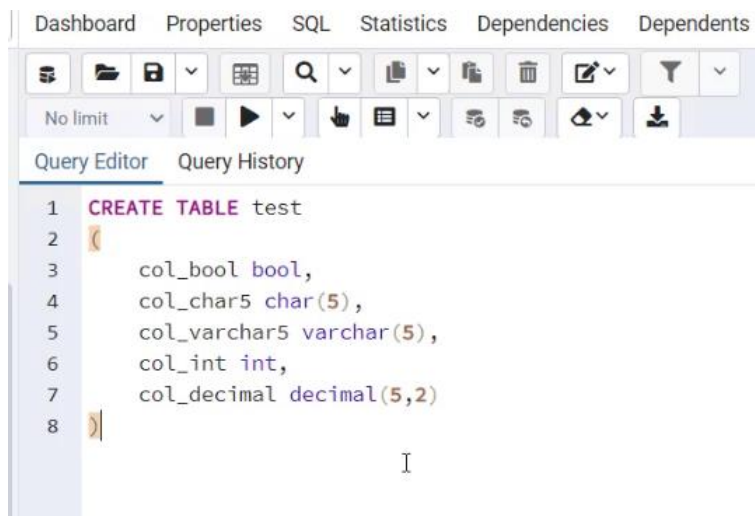 Dashboard Properties SQL Statistics Dependencies Dependents
No limit
Query Editor Query History
1 CREATE TABLE test
2 (
3 col_bool bool,
4 col_char5 char(5),
5 col_varchar5 varchar(5),
6 col_int int,
7 col_decimal decimal(5,2)
8 )